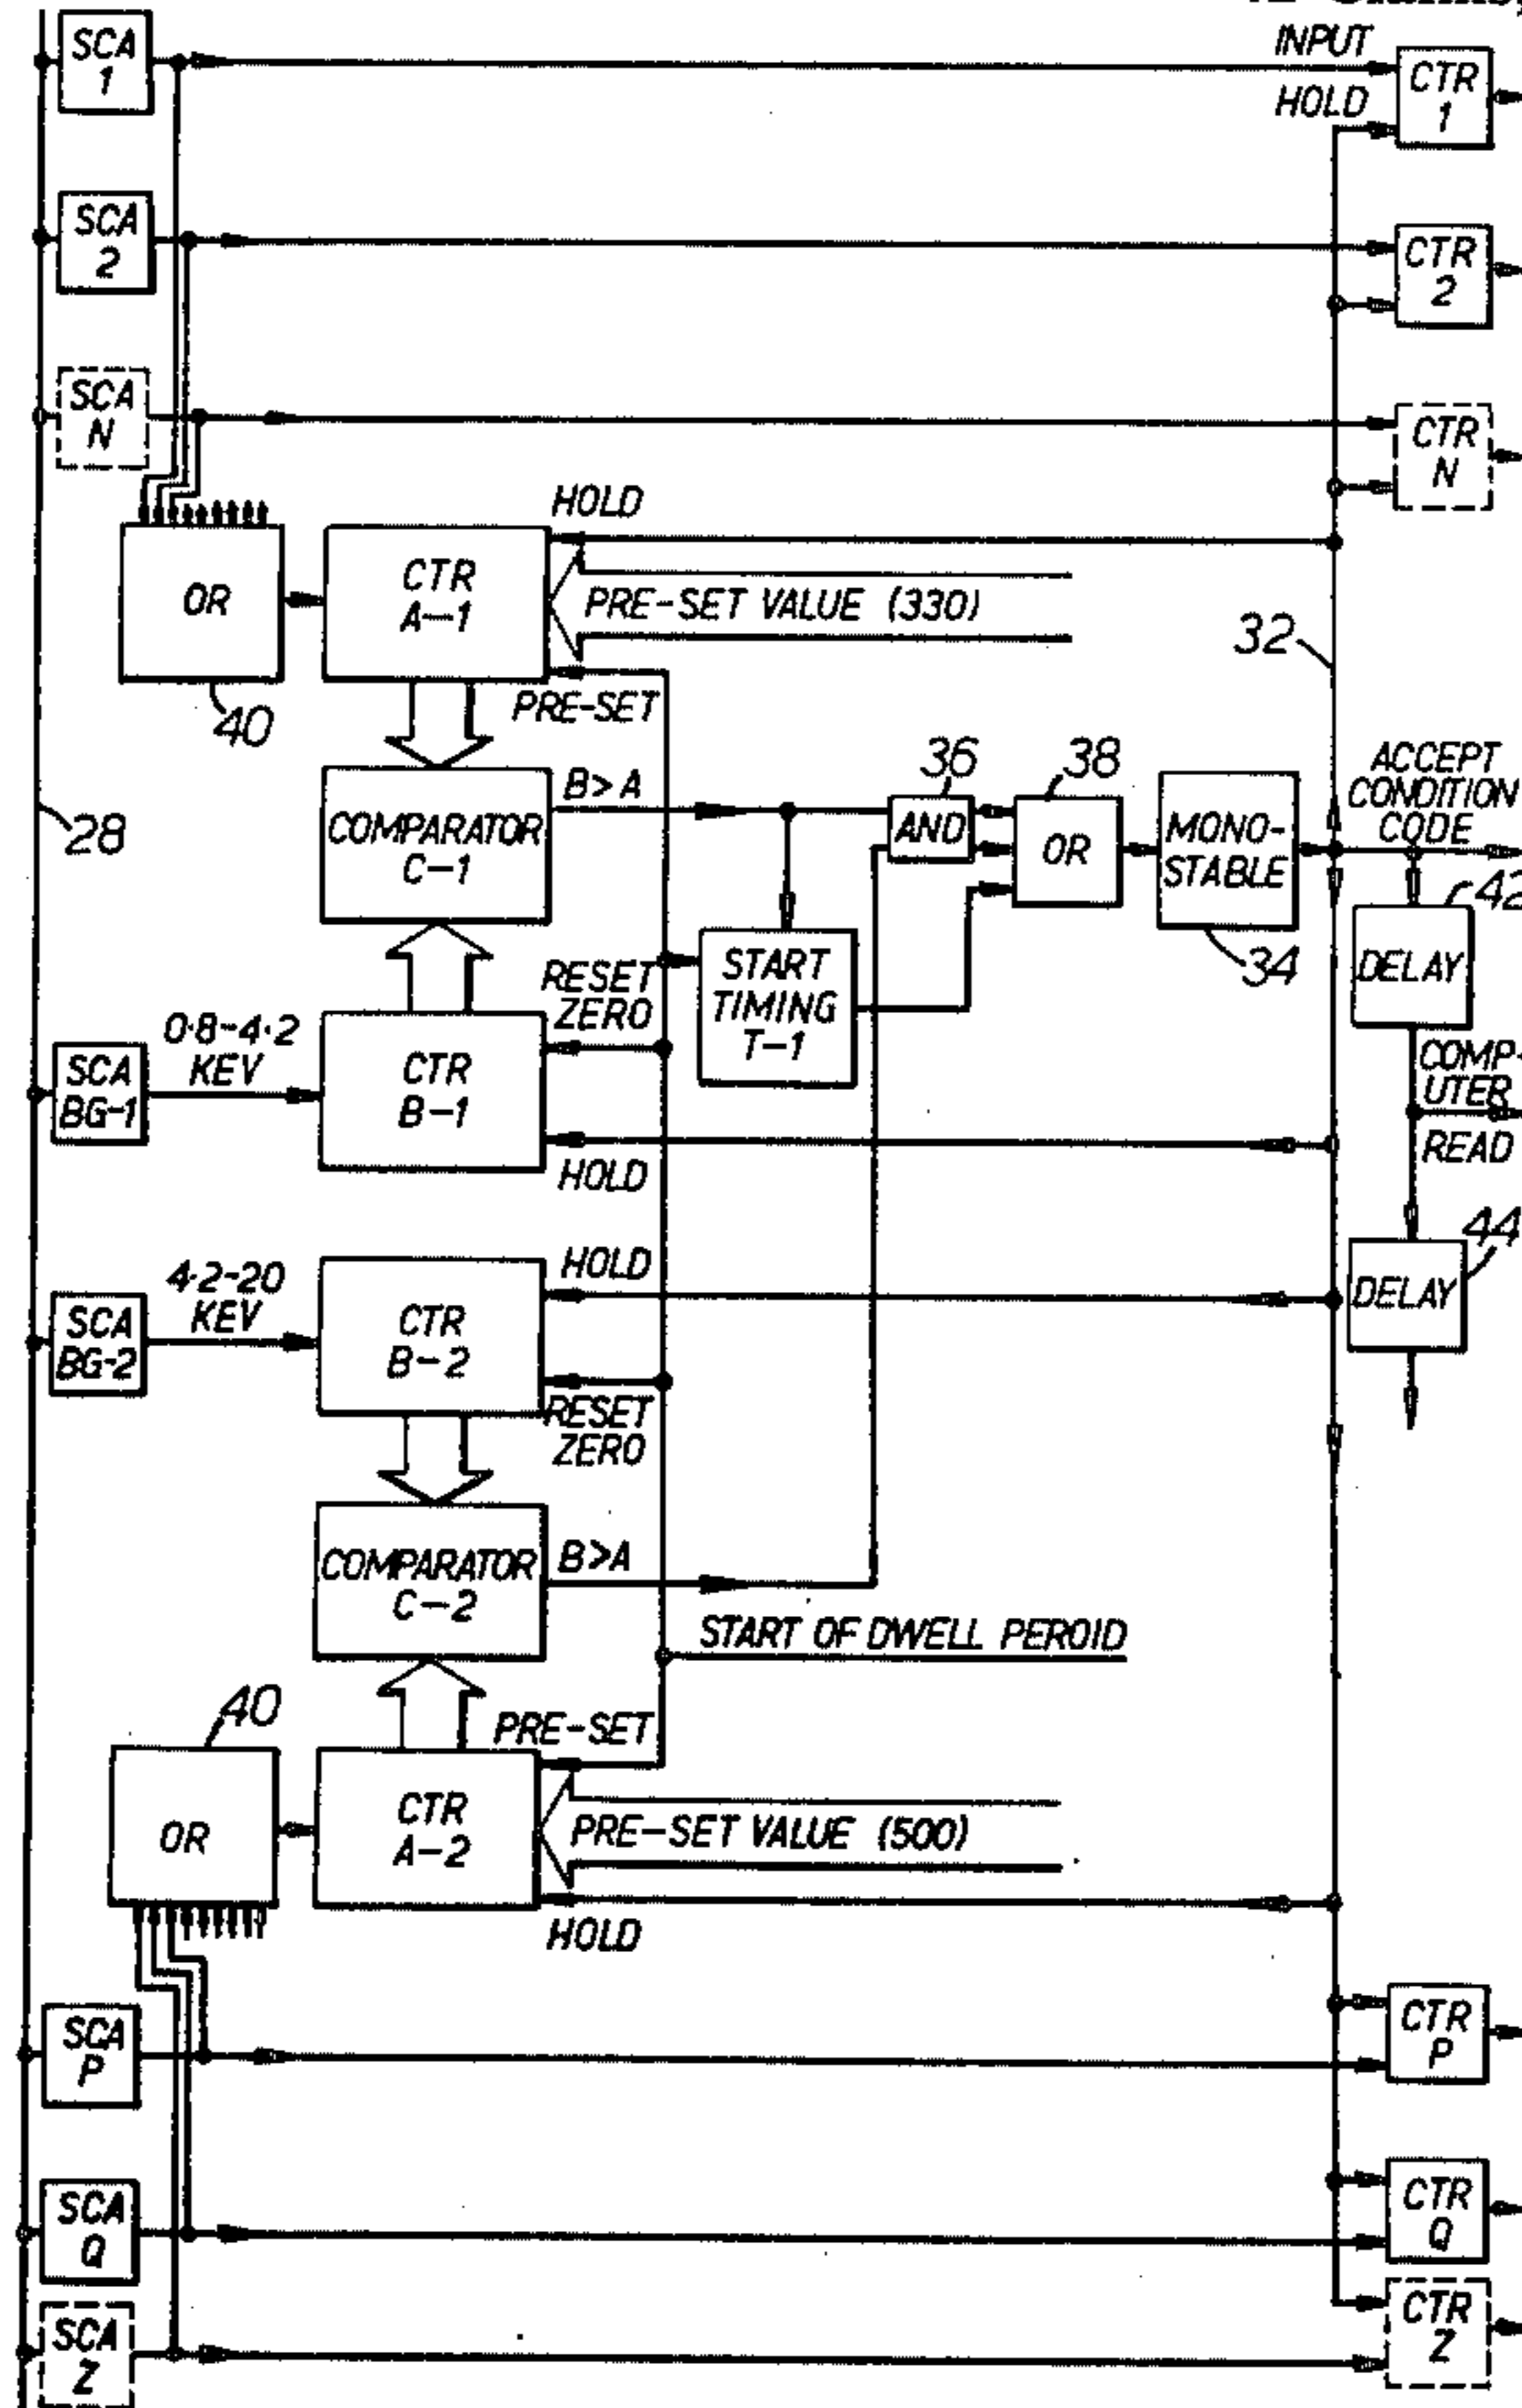 SCA
1
INPUT
HOLD
CTR
1
SCA
2
CTR
2
SCA
N
CTR
N
HOLD
OR
40
CTR
A-1
PRE-SET VALUE (330)
PRE-SET
32
28
COMPARATOR
C-1
B>A
36
AND
38
OR
MONO-
STABLE
34
ACCEPT
CONDITION
CODE
42
DELAY
START
TIMING
T-1
RESET
ZERO
SCA
BG-1
0·8-4·2
KEV
CTR
B-1
HOLD
COMP-
UTER
READ
44
DELAY
SCA
BG-2
4·2-20
KEV
CTR
B-2
HOLD
RESET
ZERO
COMPARATOR
C-2
B>A
START OF DWELL PEROID
40
OR
PRE-SET
CTR
A-2
PRE-SET VALUE (500)
HOLD
SCA
P
CTR
P
SCA
Q
CTR
Q
SCA
Z
CTR
Z